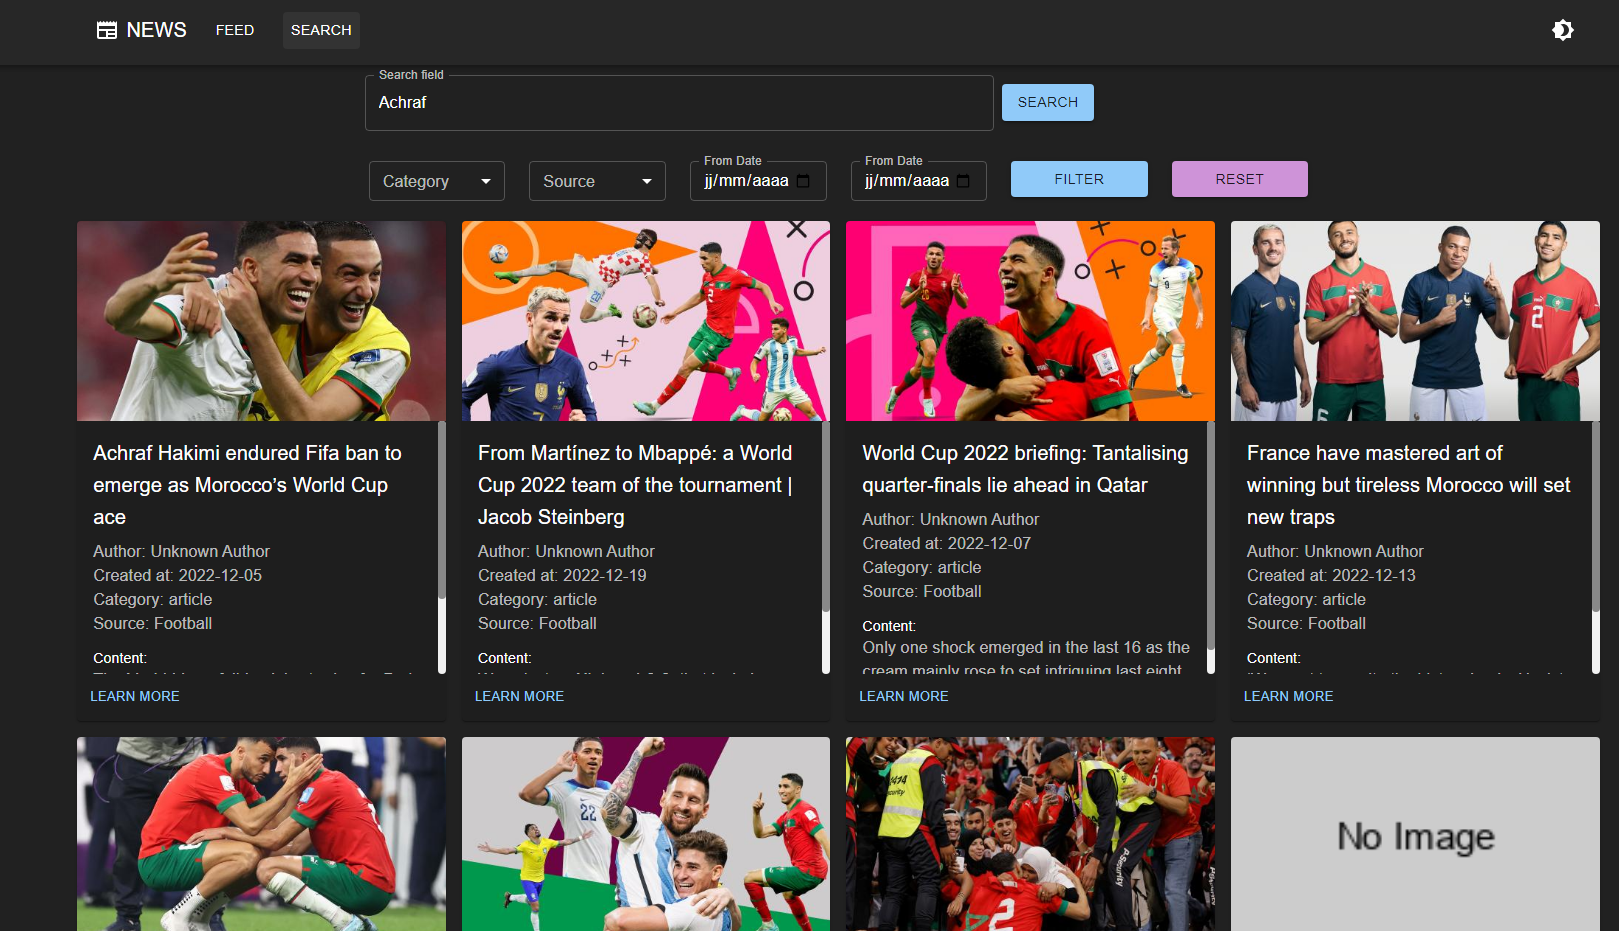 NEWS FEED SEARCH
Search field
Achraf
SEARCH
From Date From Date
Category Source jj/mm/aaaa jj/mm/aaaa FILTER RESET
Achraf Hakimi endured Fifa ban to
emerge as Morocco’s World Cup
ace
Author: Unknown Author
Created at: 2022-12-05
Category: article
Source: Football
Content:
LEARN MORE
From Martínez to Mbappé: a World
Cup 2022 team of the tournament |
Jacob Steinberg
Author: Unknown Author
Created at: 2022-12-19
Category: article
Source: Football
Content:
LEARN MORE
World Cup 2022 briefing: Tantalising
quarter-finals lie ahead in Qatar
Author: Unknown Author
Created at: 2022-12-07
Category: article
Source: Football
Content:
Only one shock emerged in the last 16 as the
cream mainly rose to set intriguing last eight
LEARN MORE
France have mastered art of
winning but tireless Morocco will set
new traps
Author: Unknown Author
Created at: 2022-12-13
Category: article
Source: Football
Content:
LEARN MORE
22
2
No Image